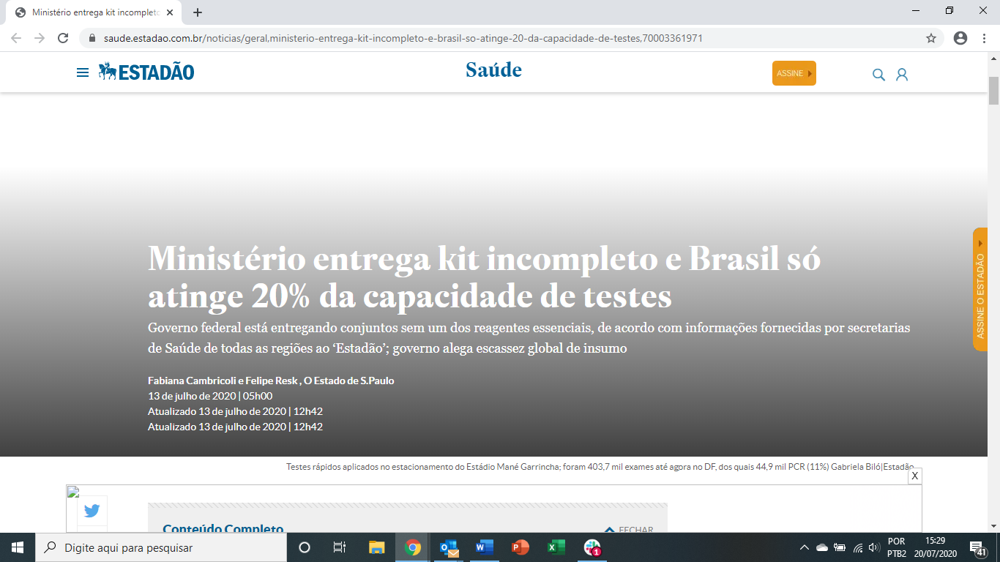 Ministério entrega kit incompleto
saude.estadao.com.br/noticias/geral,ministerio-entrega-kit-incompleto-e-brasil-so-atinge-20-da-capacidade-de-testes,70003361971
ESTADÃO
Saúde
ASSINE
Ministério entrega kit incompleto e Brasil só
atinge 20% da capacidade de testes
Governo federal está entregando conjuntos sem um dos reagentes essenciais, de acordo com informações fornecidas por secretarias
de Saúde de todas as regiões ao ‘Estadão’; governo alega escassez global de insumo
ASSINE O ESTADÃO
Fabiana Cambricoli e Felipe Resk , O Estado de S.Paulo
13 de julho de 2020 | 05h00
Atualizado 13 de julho de 2020 | 12h42
Atualizado 13 de julho de 2020 | 12h42
Testes rápidos aplicados no estacionamento do Estádio Mané Garrincha; foram 403,7 mil exames até agora no DF, dos quais 44,9 mil PCR (11%) Gabriela Biló|Estadão
X
Conteúdo Completo
FECHAR
Digite aqui para pesquisar
POR
PTB2
15:29
20/07/2020
41
1